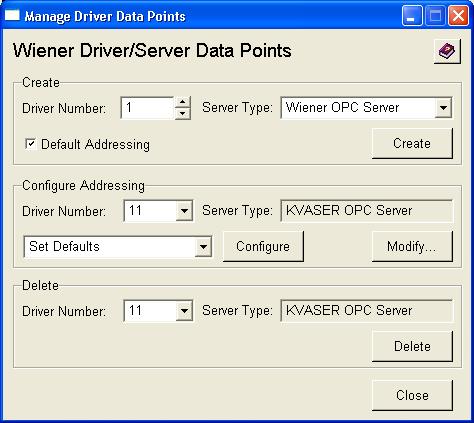 Manage Driver Data Points
Wiener Driver/Server Data Points
Create
Driver Number: 1 Server Type: Wiener OPC Server
Default Addressing Create
Configure Addressing
Driver Number: 11 Server Type: KVASER OPC Server
Set Defaults Configure Modify...
Delete
Driver Number: 11 Server Type: KVASER OPC Server
Delete
Close